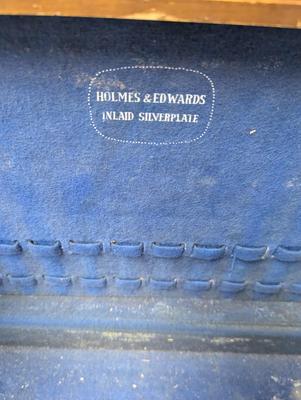 HOLMES & EDWARDS
INLAID SILVERPLATE